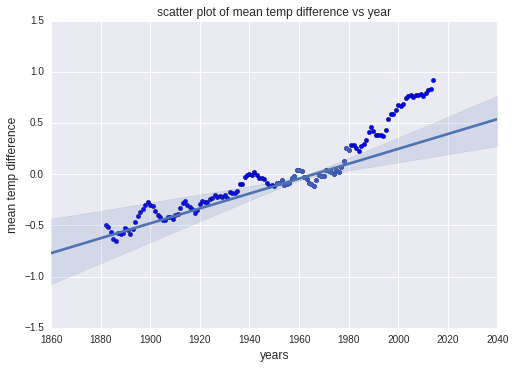 scatter plot of mean temp difference vs year
1.5
1.0
0.5
0.0
−0.5
−1.0
−1.5
mean temp difference
1860 1880 1900 1920 1940 1960 1980 2000 2020 2040
years